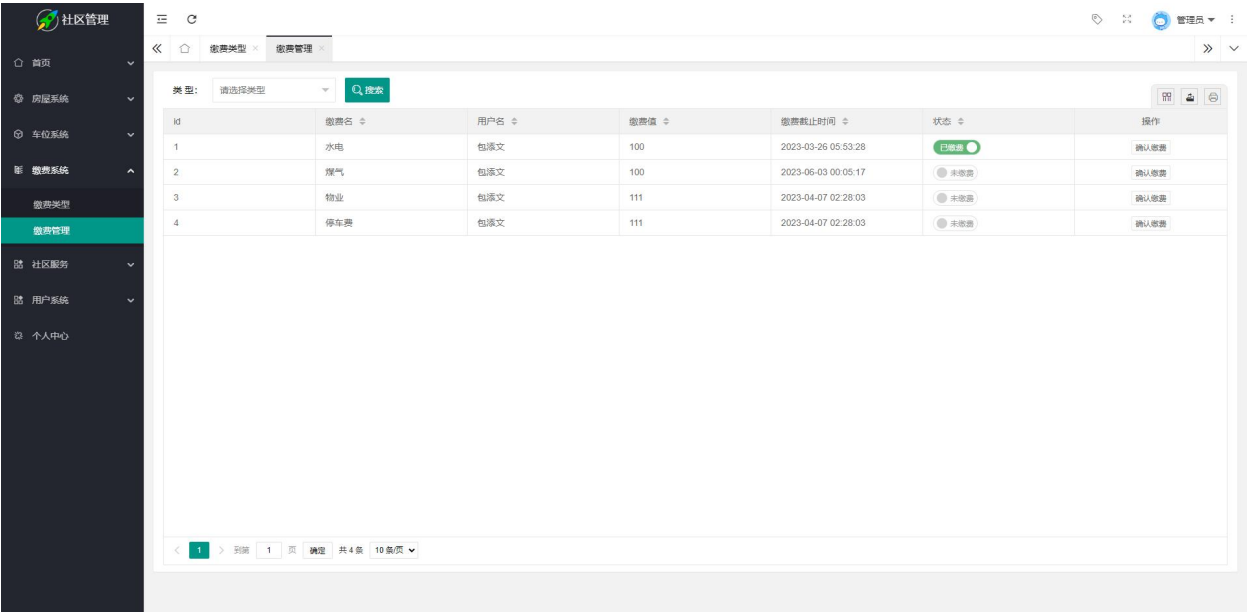 社区管理
管理员
首页
房屋系统
车位系统
缴费系统
缴费类型
缴费管理
社区服务
用户系统
个人中心
缴费类型 缴费管理
类型： 请选择类型 搜索
id 缴费名 用户名 缴费值 缴费截止时间 状态 操作
1 水电 包添文 100 2023-03-26 05:53:28 已缴费 确认缴费
2 煤气 包添文 100 2023-06-03 00:05:17 未缴费 确认缴费
3 物业 包添文 111 2023-04-07 02:28:03 未缴费 确认缴费
4 停车费 包添文 111 2023-04-07 02:28:03 未缴费 确认缴费
1 到第 1 页 确定 共 4 条 10 条/页